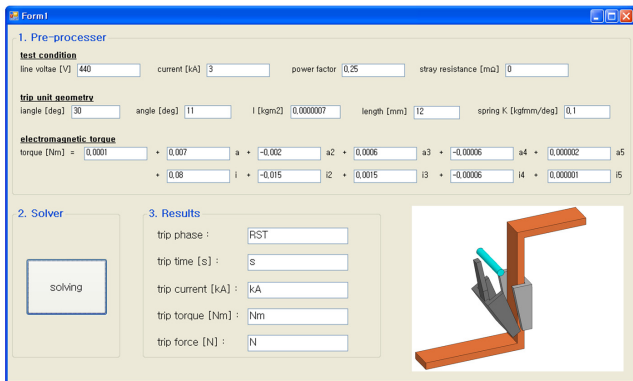 Form1
1. Pre-processer
test condition
line voltae [V] 440 current [kA] 3 power factor 0,25 stray resistance [mΩ] 0
trip unit geometry
iangle [deg] 30 angle [deg] 11 I [kgm2] 0,0000007 length [mm] 12 spring K [kgfmm/deg] 0,1
electromagnetic torque
torque [Nm] = 0,0001 + 0,007 a + -0,002 a2 + 0,0006 a3 + -0,00006 a4 + 0,000002 a5
+ 0,08 i + -0,015 i2 + 0,0015 i3 + -0,00006 i4 + 0,000001 i5
2. Solver
solving
3. Results
trip phase : RST
trip time [s] : s
trip current [kA] : kA
trip torque [Nm] : Nm
trip force [N] : N